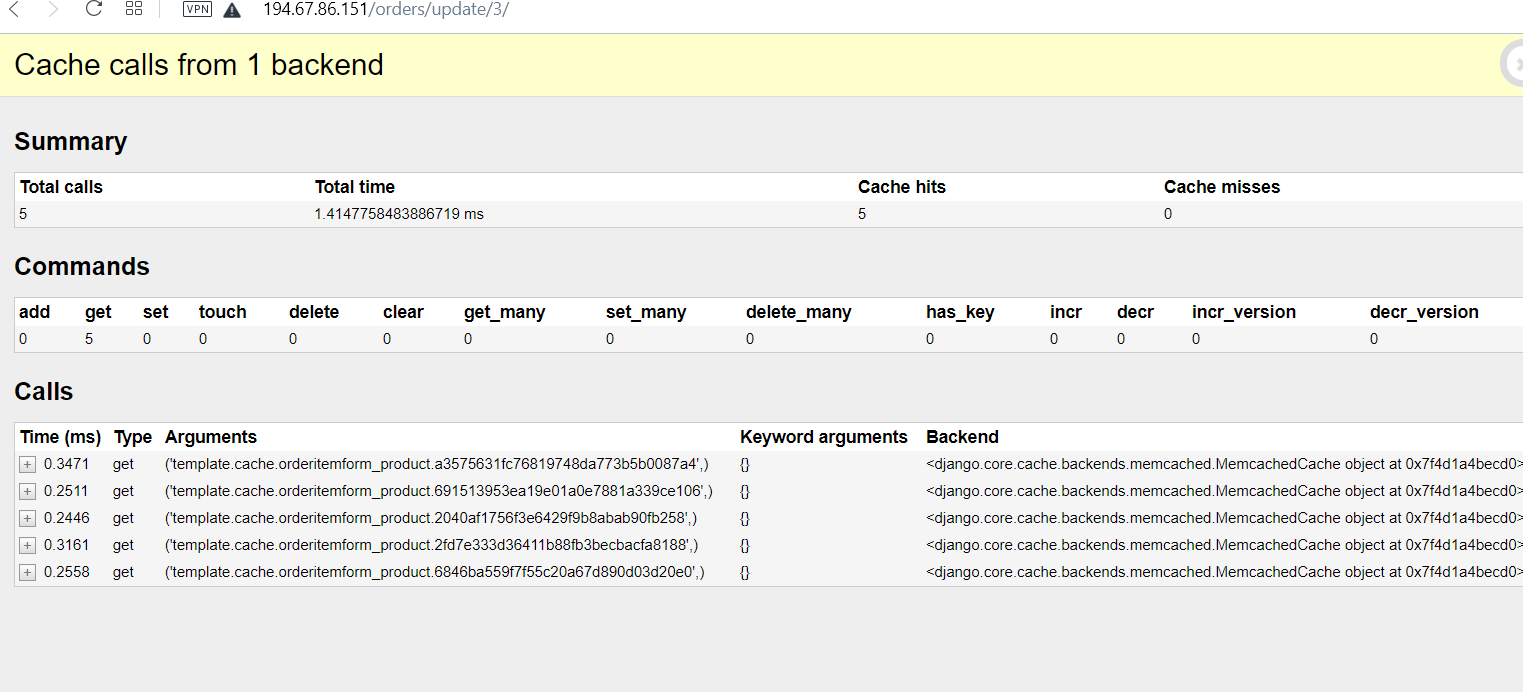 VPN 194.67.86.151/orders/update/3/
Cache calls from 1 backend
Summary
Total calls Total time Cache hits Cache misses
5 1.4147758483886719 ms 5 0
Commands
add get set touch delete clear get_many set_many delete_many has_key incr decr incr_version decr_version
0 5 0 0 0 0 0 0 0 0 0 0 0 0
Calls
Time (ms) Type Arguments Keyword arguments Backend
+ 0.3471 get ('template.cache.orderitemform_product.a3575631fc76819748da773b5b0087a4',) {} <django.core.cache.backends.memcached.MemcachedCache object at 0x7f4d1a4becd0>
+ 0.2511 get ('template.cache.orderitemform_product.691513953ea19e01a0e7881a339ce106',) {} <django.core.cache.backends.memcached.MemcachedCache object at 0x7f4d1a4becd0>
+ 0.2446 get ('template.cache.orderitemform_product.2040af1756f3e6429f9b8abab90fb258',) {} <django.core.cache.backends.memcached.MemcachedCache object at 0x7f4d1a4becd0>
+ 0.3161 get ('template.cache.orderitemform_product.2fd7e333d36411b88fb3becbacfa8188',) {} <django.core.cache.backends.memcached.MemcachedCache object at 0x7f4d1a4becd0>
+ 0.2558 get ('template.cache.orderitemform_product.6846ba559f7f55c20a67d890d03d20e0',) {} <django.core.cache.backends.memcached.MemcachedCache object at 0x7f4d1a4becd0>